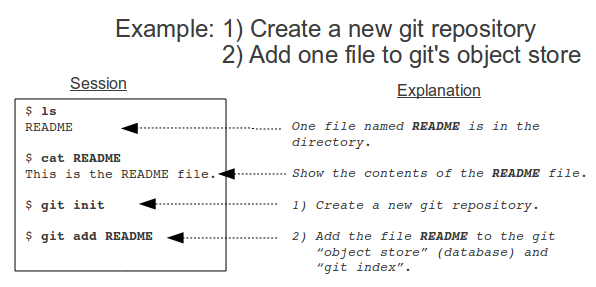 Example: 1) Create a new git repository
2) Add one file to git's object store
Session
$ ls
README
$ cat README
This is the README file.
$ git init
$ git add README
Explanation
One file named README is in the
directory.
Show the contents of the README file.
1) Create a new git repository.
2) Add the file README to the git
“object store” (database) and
“git index”.